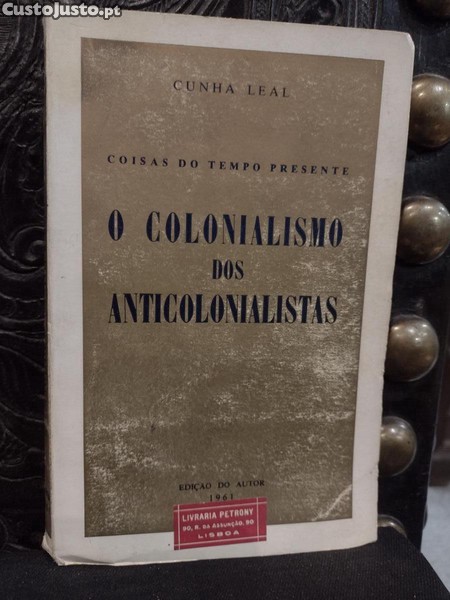 CustoJusto.pt
CUNHA LEAL
COISAS DO TEMPO PRESENTE
O COLONIALISMO
DOS
ANTICOLONIALISTAS
EDIÇÃO DO AUTOR
1961
LIVRARIA PETRONY
90, R. DA ASSUNÇÃO, 90
LISBOA